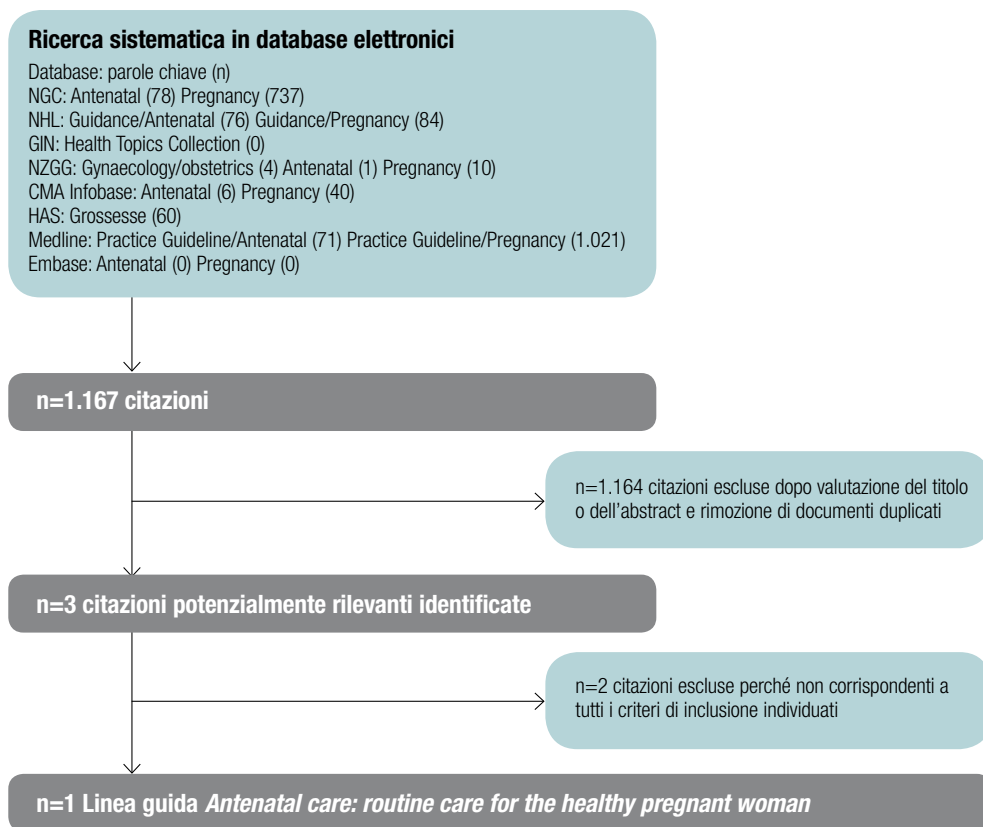 Ricerca sistematica in database elettronici
Database: parole chiave (n)
NGC: Antenatal (78) Pregnancy (737)
NHL: Guidance/Antenatal (76) Guidance/Pregnancy (84)
GIN: Health Topics Collection (0)
NZGG: Gynaecology/obstetrics (4) Antenatal (1) Pregnancy (10)
CMA Infobase: Antenatal (6) Pregnancy (40)
HAS: Grossesse (60)
Medline: Practice Guideline/Antenatal (71) Practice Guideline/Pregnancy (1.021)
Embase: Antenatal (0) Pregnancy (0)
n=1.167 citazioni
n=1.164 citazioni escluse dopo valutazione del titolo
o dell'abstract e rimozione di documenti duplicati
n=3 citazioni potenzialmente rilevanti identificate
n=2 citazioni escluse perché non corrispondenti a
tutti i criteri di inclusione individuati
n=1 Linea guida Antenatal care: routine care for the healthy pregnant woman